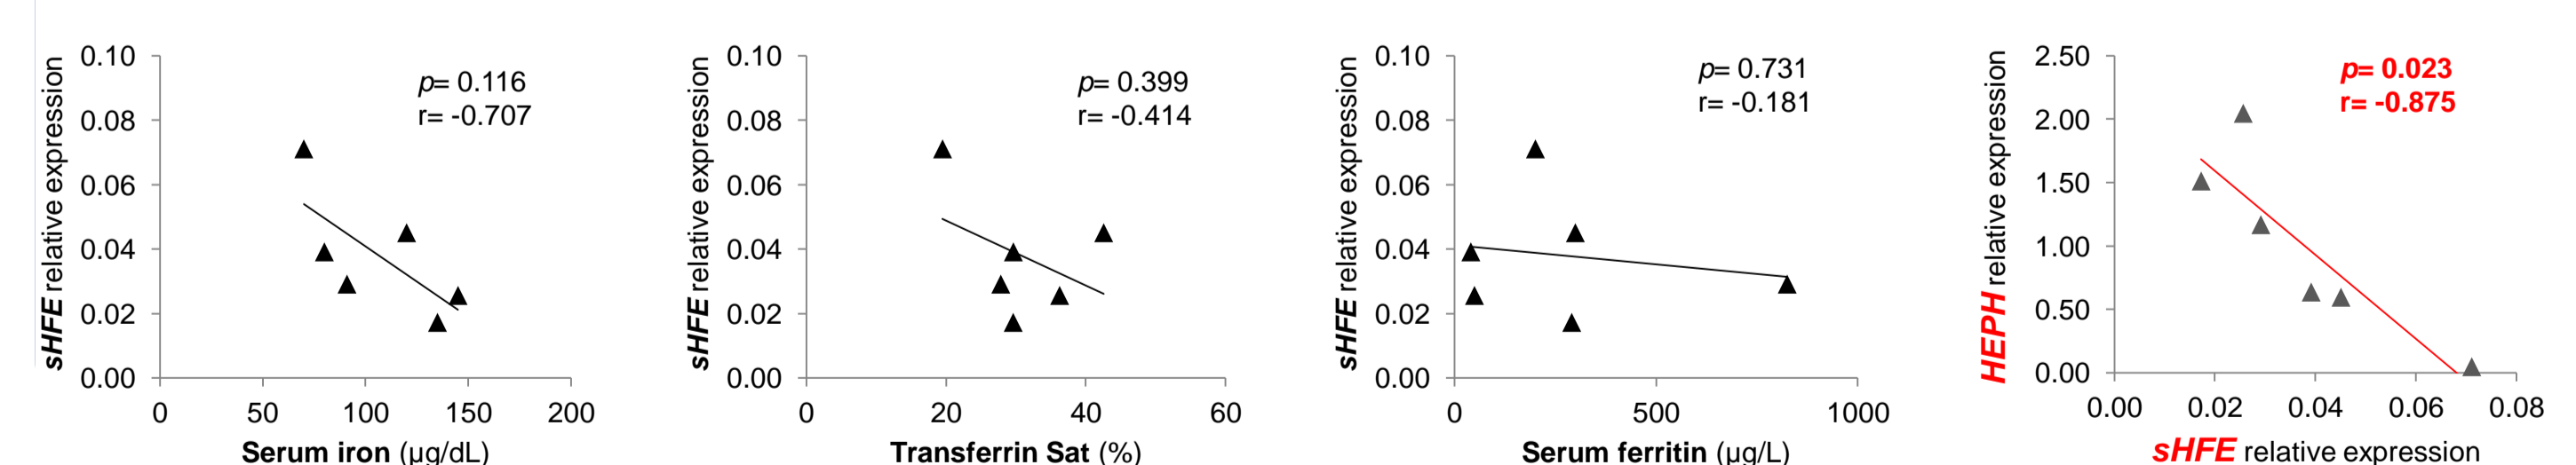 sHFE relative expression
0.10
0.08
0.06
0.04
0.02
0.00
p= 0.116
r= -0.707
0 50 100 150 200
Serum iron (µg/dL)
sHFE relative expression
0.10
0.08
0.06
0.04
0.02
0.00
p= 0.399
r= -0.414
0 20 40 60
Transferrin Sat (%)
sHFE relative expression
0.10
0.08
0.06
0.04
0.02
0.00
p= 0.731
r= -0.181
0 500 1000
Serum ferritin (µg/L)
HEPH relative expression
2.50
2.00
1.50
1.00
0.50
0.00
p= 0.023
r= -0.875
0.00 0.02 0.04 0.06 0.08
sHFE relative expression